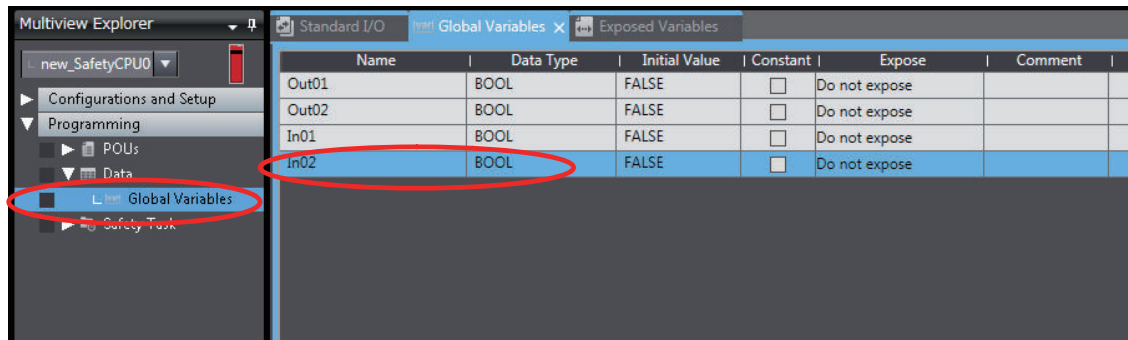 Multiview Explorer
new_SafetyCPU0
Configurations and Setup
Programming
POUs
Data
Global Variables
Safety Task
Standard I/O Global Variables Exposed Variables
Name Data Type Initial Value Constant Expose Comment
Out01 BOOL FALSE Do not expose
Out02 BOOL FALSE Do not expose
In01 BOOL FALSE Do not expose
In02 BOOL FALSE Do not expose